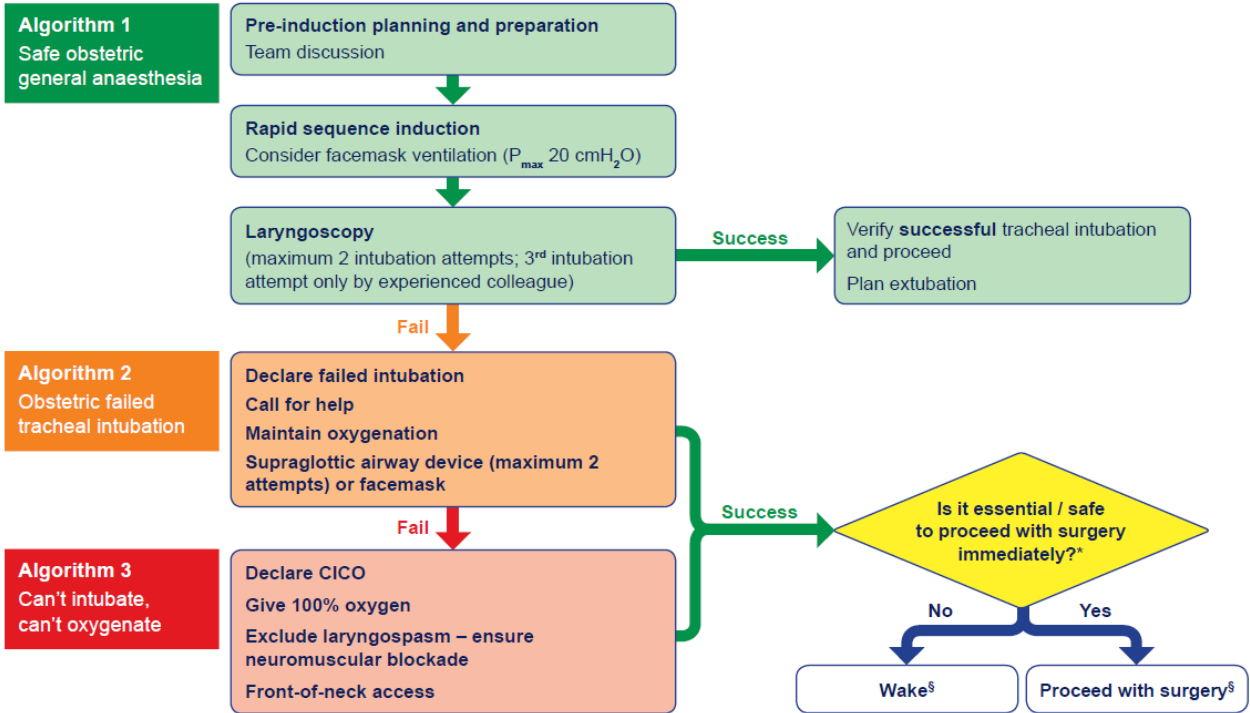 Algorithm 1
Safe obstetric
general anaesthesia
Pre-induction planning and preparation
Team discussion
Rapid sequence induction
Consider facemask ventilation (Pmax 20 cmH2O)
Laryngoscopy
(maximum 2 intubation attempts; 3rd intubation
attempt only by experienced colleague)
Success
Verify successful tracheal intubation
and proceed
Plan extubation
Fail
Algorithm 2
Obstetric failed
tracheal intubation
Declare failed intubation
Call for help
Maintain oxygenation
Supraglottic airway device (maximum 2
attempts) or facemask
Success
Is it essential / safe
to proceed with surgery
immediately?*
Fail
Algorithm 3
Can’t intubate,
can’t oxygenate
Declare CICO
Give 100% oxygen
Exclude laryngospasm – ensure
neuromuscular blockade
Front-of-neck access
No
Yes
Wake§
Proceed with surgery§